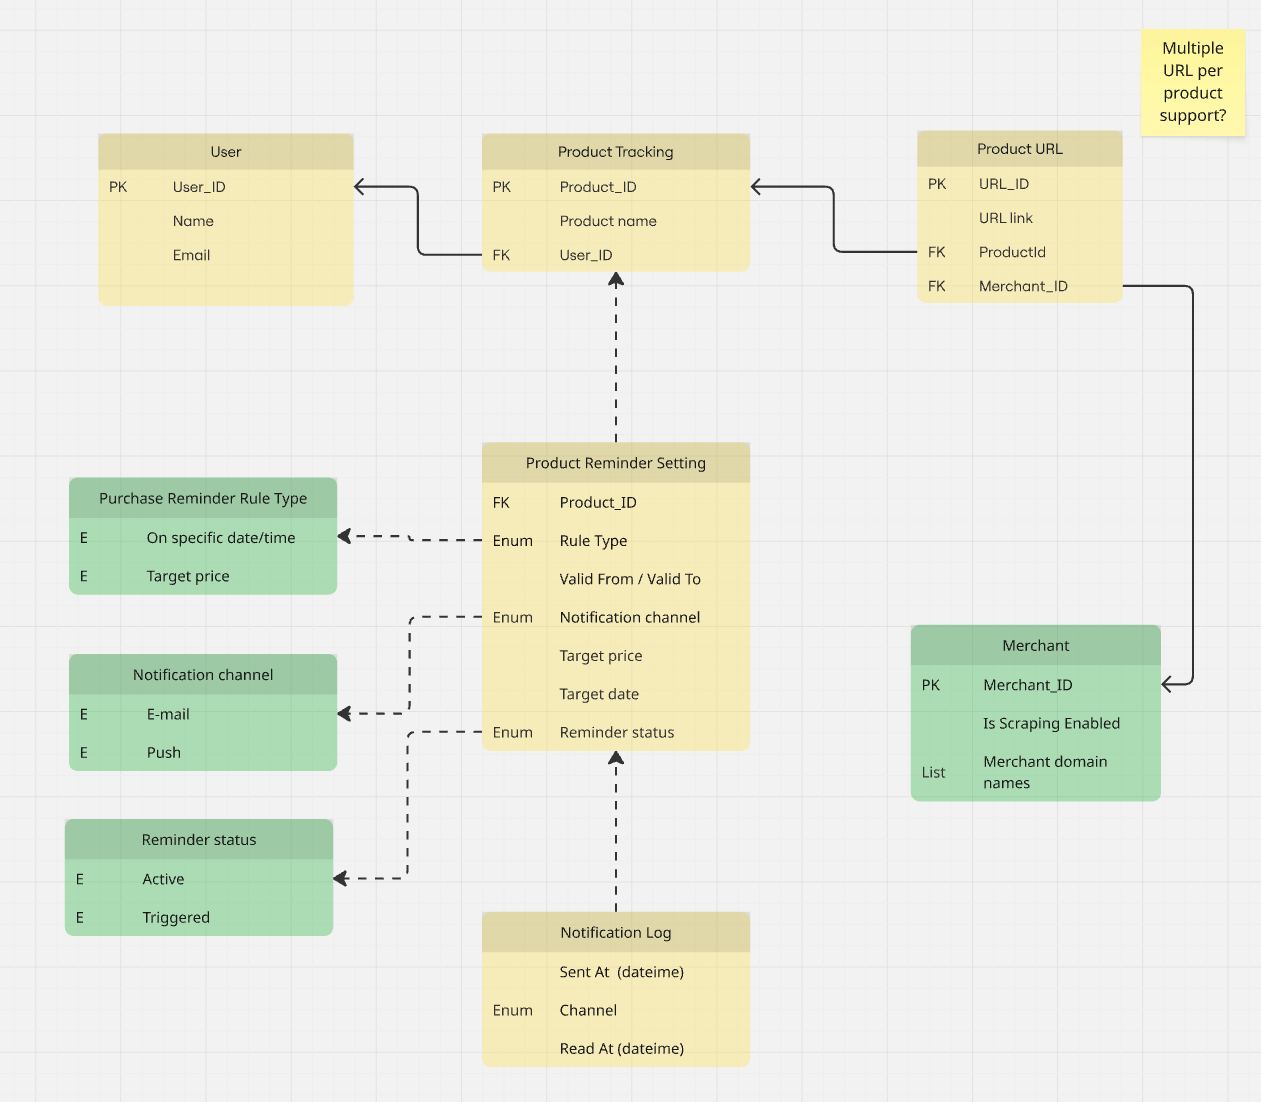 Multiple
URL per
product
support?
User
PK User_ID
Name
Email
Product Tracking
PK Product_ID
Product name
FK User_ID
Product URL
PK URL_ID
URL link
FK ProductId
FK Merchant_ID
Product Reminder Setting
FK Product_ID
Enum Rule Type
Valid From / Valid To
Enum Notification channel
Target price
Target date
Enum Reminder status
Purchase Reminder Rule Type
E On specific date/time
E Target price
Notification channel
E E-mail
E Push
Reminder status
E Active
E Triggered
Merchant
PK Merchant_ID
Is Scraping Enabled
List Merchant domain
names
Notification Log
Sent At (dateime)
Enum Channel
Read At (dateime)